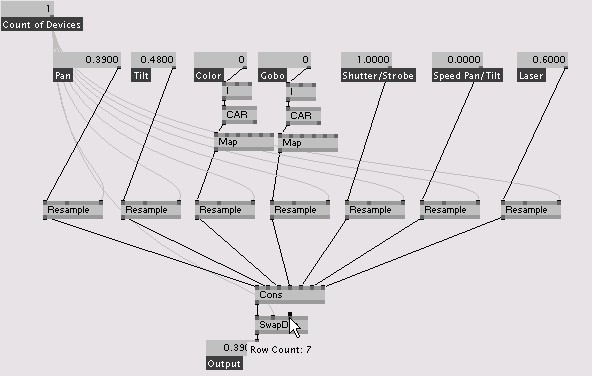 1
Count of Devices
0.3900 0.4800 0 0 1.0000 0.0000 0.6000
Pan Tilt Color Gobo Shutter/Strobe Speed Pan/Tilt Laser
I I
CAR CAR
Map Map
Resample Resample Resample Resample Resample Resample Resample
Cons
SwapD
0.390 Row Count: 7
Output